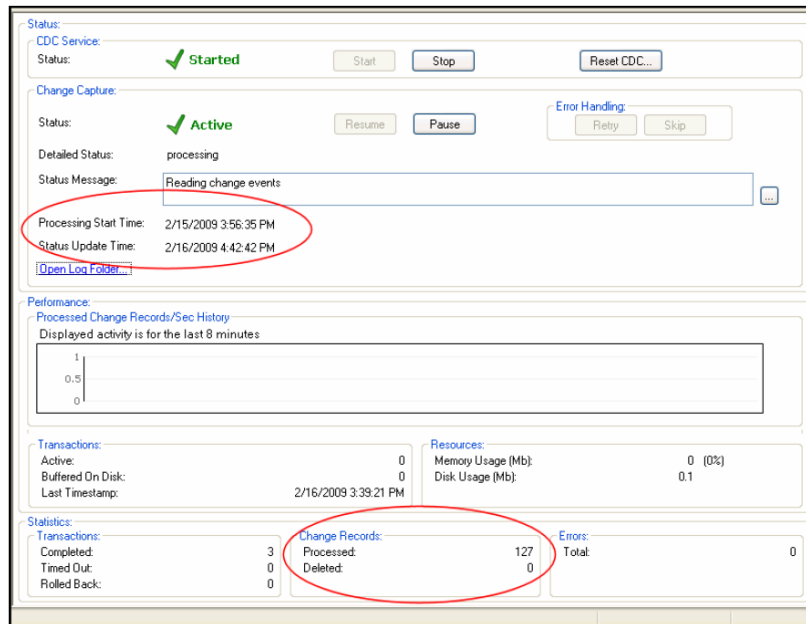 Status:
CDC Service:
Status: Started Start Stop Reset CDC...
Change Capture:
Status: Active Resume Pause
Error Handling:
Retry Skip
Detailed Status: processing
Status Message: Reading change events
...
Processing Start Time: 2/15/2009 3:56:35 PM
Status Update Time: 2/16/2009 4:42:42 PM
Open Log Folder...
Performance:
Processed Change Records/Sec History
Displayed activity is for the last 8 minutes
1
0.5
0
Transactions:
Active: 0
Buffered On Disk: 0
Last Timestamp: 2/16/2009 3:39:21 PM
Resources:
Memory Usage (Mb): 0 (0%)
Disk Usage (Mb): 0.1
Statistics:
Transactions:
Completed: 3
Timed Out: 0
Rolled Back: 0
Change Records:
Processed: 127
Deleted: 0
Errors:
Total: 0